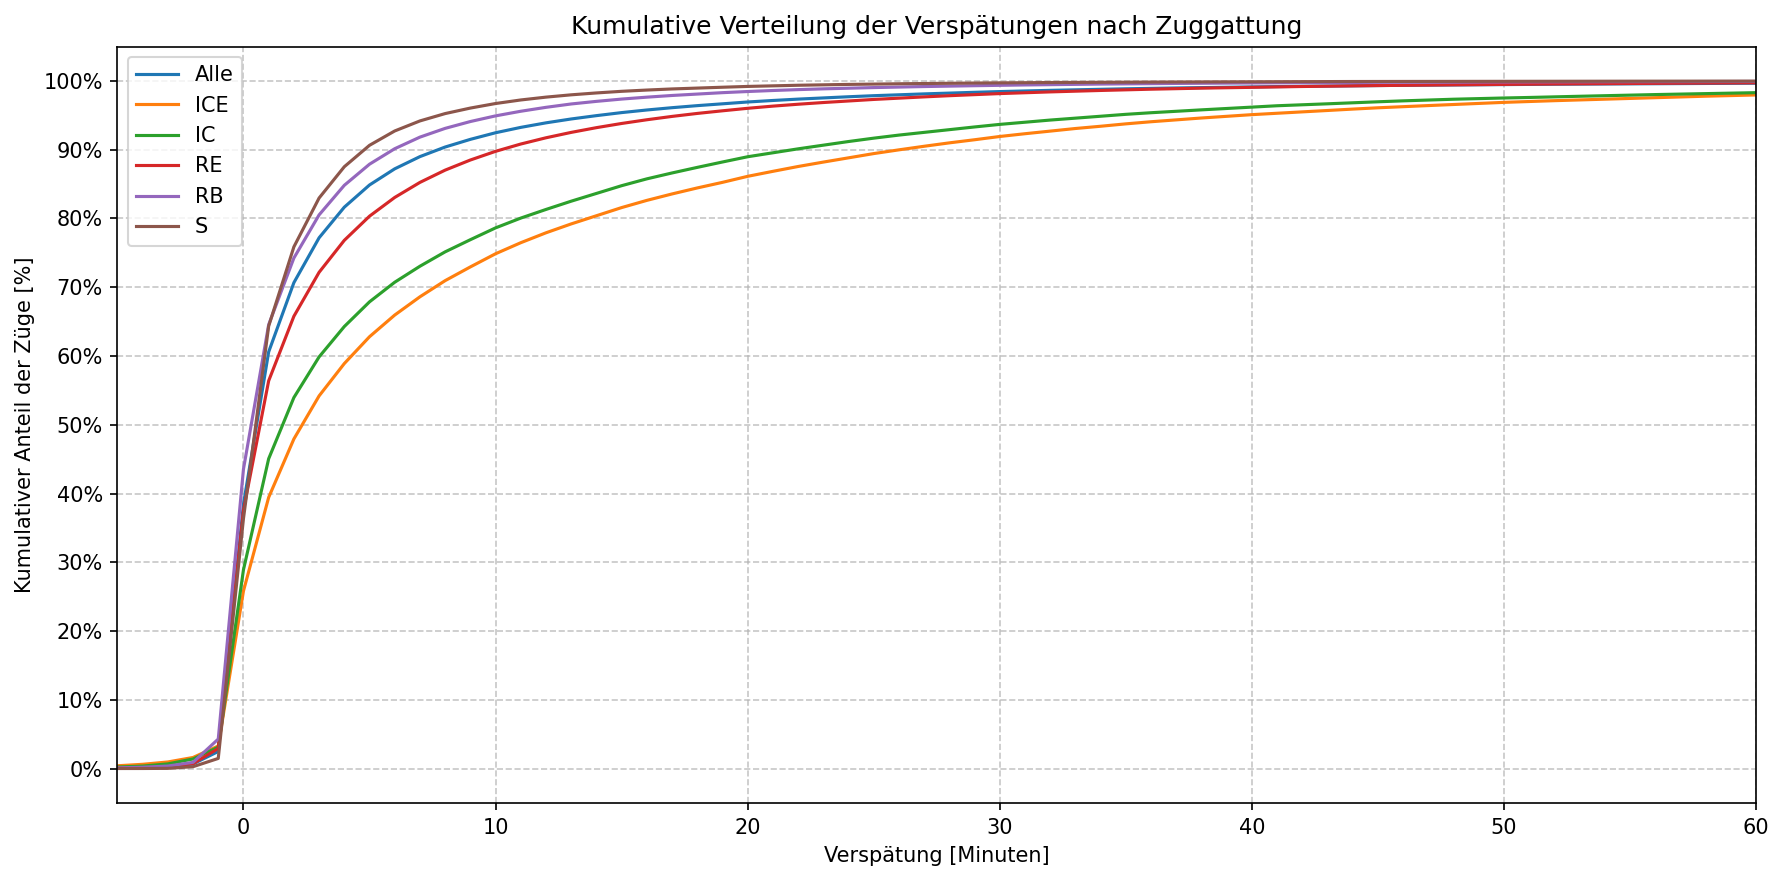 Kumulative Verteilung der Verspätungen nach Zuggattung
Kumulativer Anteil der Züge [%]
100%
90%
80%
70%
60%
50%
40%
30%
20%
10%
0%
Alle
ICE
IC
RE
RB
S
0 10 20 30 40 50 60
Verspätung [Minuten]